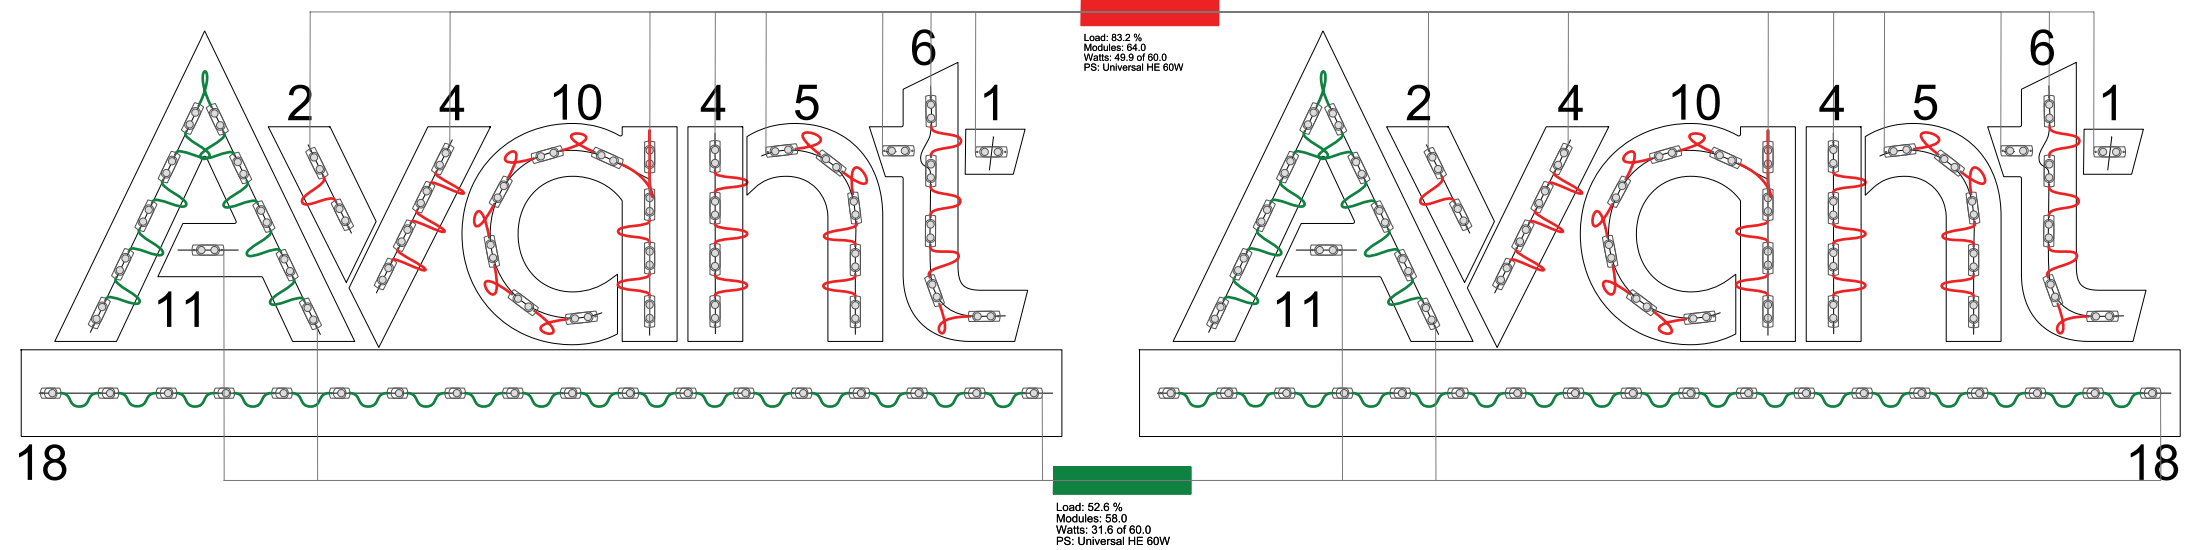 Load: 83.2 %
Modules: 64.0
Watts: 49.9 of 60.0
PS: Universal HE 60W
6
6
2
4
10
4
5
1
2
4
10
4
5
1
Avant
Avant
11
11
18
18
Load: 52.6 %
Modules: 58.0
Watts: 31.6 of 60.0
PS: Universal HE 60W